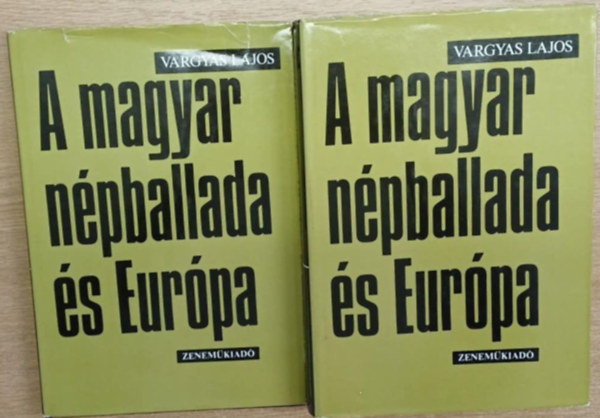 VARGYAS LAJOS
A magyar
népballada
és Európa
ZENEMŰKIADÓ
VARGYAS LAJOS
A magyar
népballada
és Európa
ZENEMŰKIADÓ